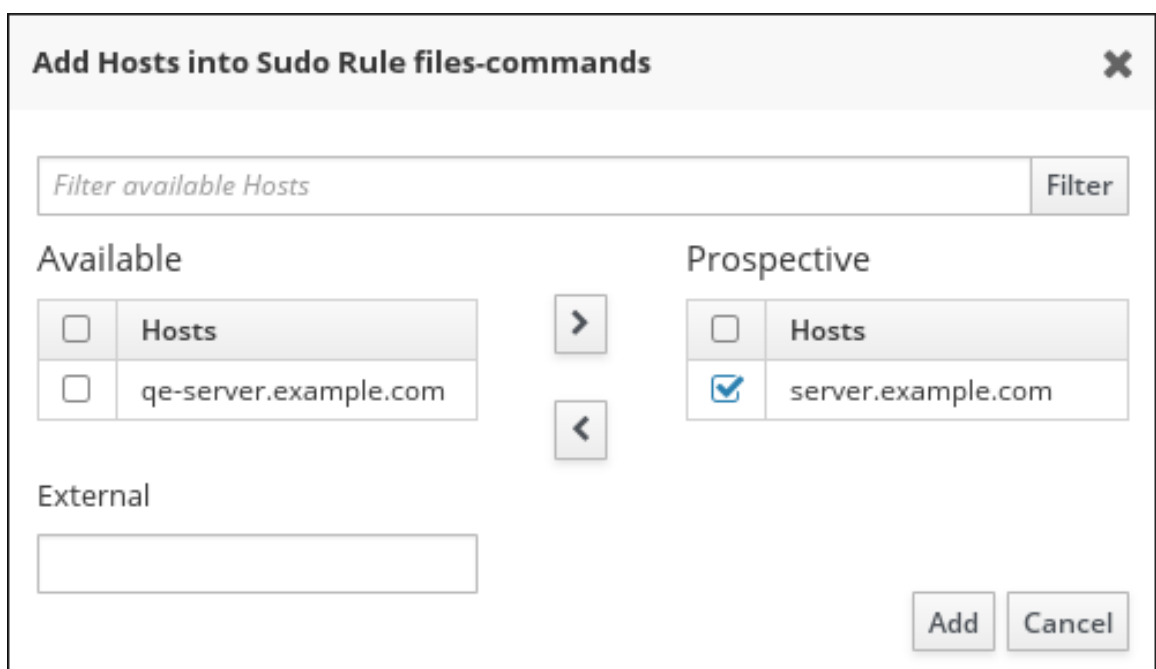 Add Hosts into Sudo Rule files-commands
Filter available Hosts
Filter
Available
Prospective
Hosts
Hosts
qe-server.example.com
server.example.com
External
Add
Cancel